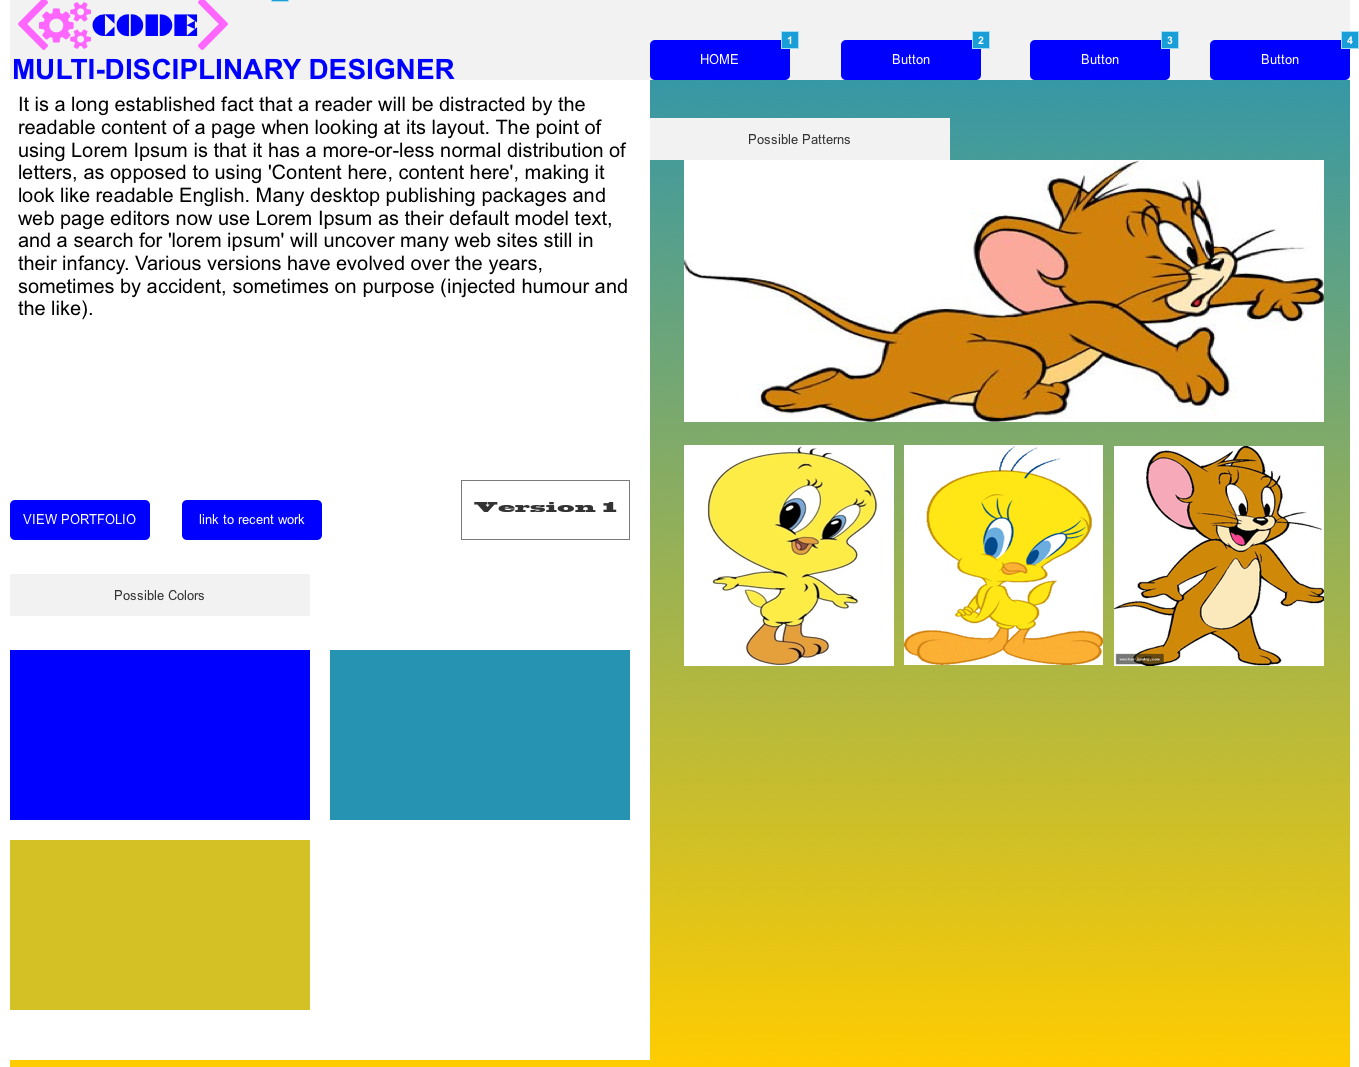 CODE
MULTI-DISCIPLINARY DESIGNER
1
2
3
4
HOME
Button
Button
Button
It is a long established fact that a reader will be distracted by the
readable content of a page when looking at its layout. The point of
using Lorem Ipsum is that it has a more-or-less normal distribution of
letters, as opposed to using 'Content here, content here', making it
look like readable English. Many desktop publishing packages and
web page editors now use Lorem Ipsum as their default model text,
and a search for 'lorem ipsum' will uncover many web sites still in
their infancy. Various versions have evolved over the years,
sometimes by accident, sometimes on purpose (injected humour and
the like).
Possible Patterns
VIEW PORTFOLIO
link to recent work
Version 1
Possible Colors